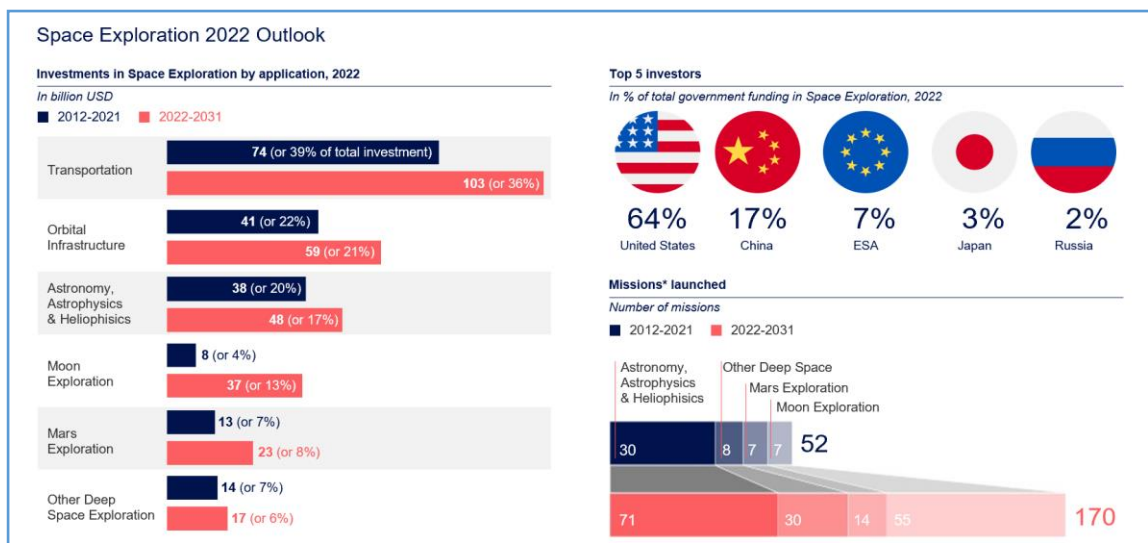 Space Exploration 2022 Outlook
Investments in Space Exploration by application, 2022
In billion USD
2012-2021 2022-2031
Transportation
74 (or 39% of total investment)
103 (or 36%)
Orbital
Infrastructure
41 (or 22%)
59 (or 21%)
Astronomy,
Astrophysics
& Heliophisics
38 (or 20%)
48 (or 17%)
Moon
Exploration
8 (or 4%)
37 (or 13%)
Mars
Exploration
13 (or 7%)
23 (or 8%)
Other Deep
Space Exploration
14 (or 7%)
17 (or 6%)
Top 5 investors
In % of total government funding in Space Exploration, 2022
64% 17% 7% 3% 2%
United States China ESA Japan Russia
Missions* launched
Number of missions
2012-2021 2022-2031
Astronomy,
Astrophysics
& Heliophisics
Other Deep Space
Mars Exploration
Moon Exploration
30 8 7 7 52
71 30 14 55 170